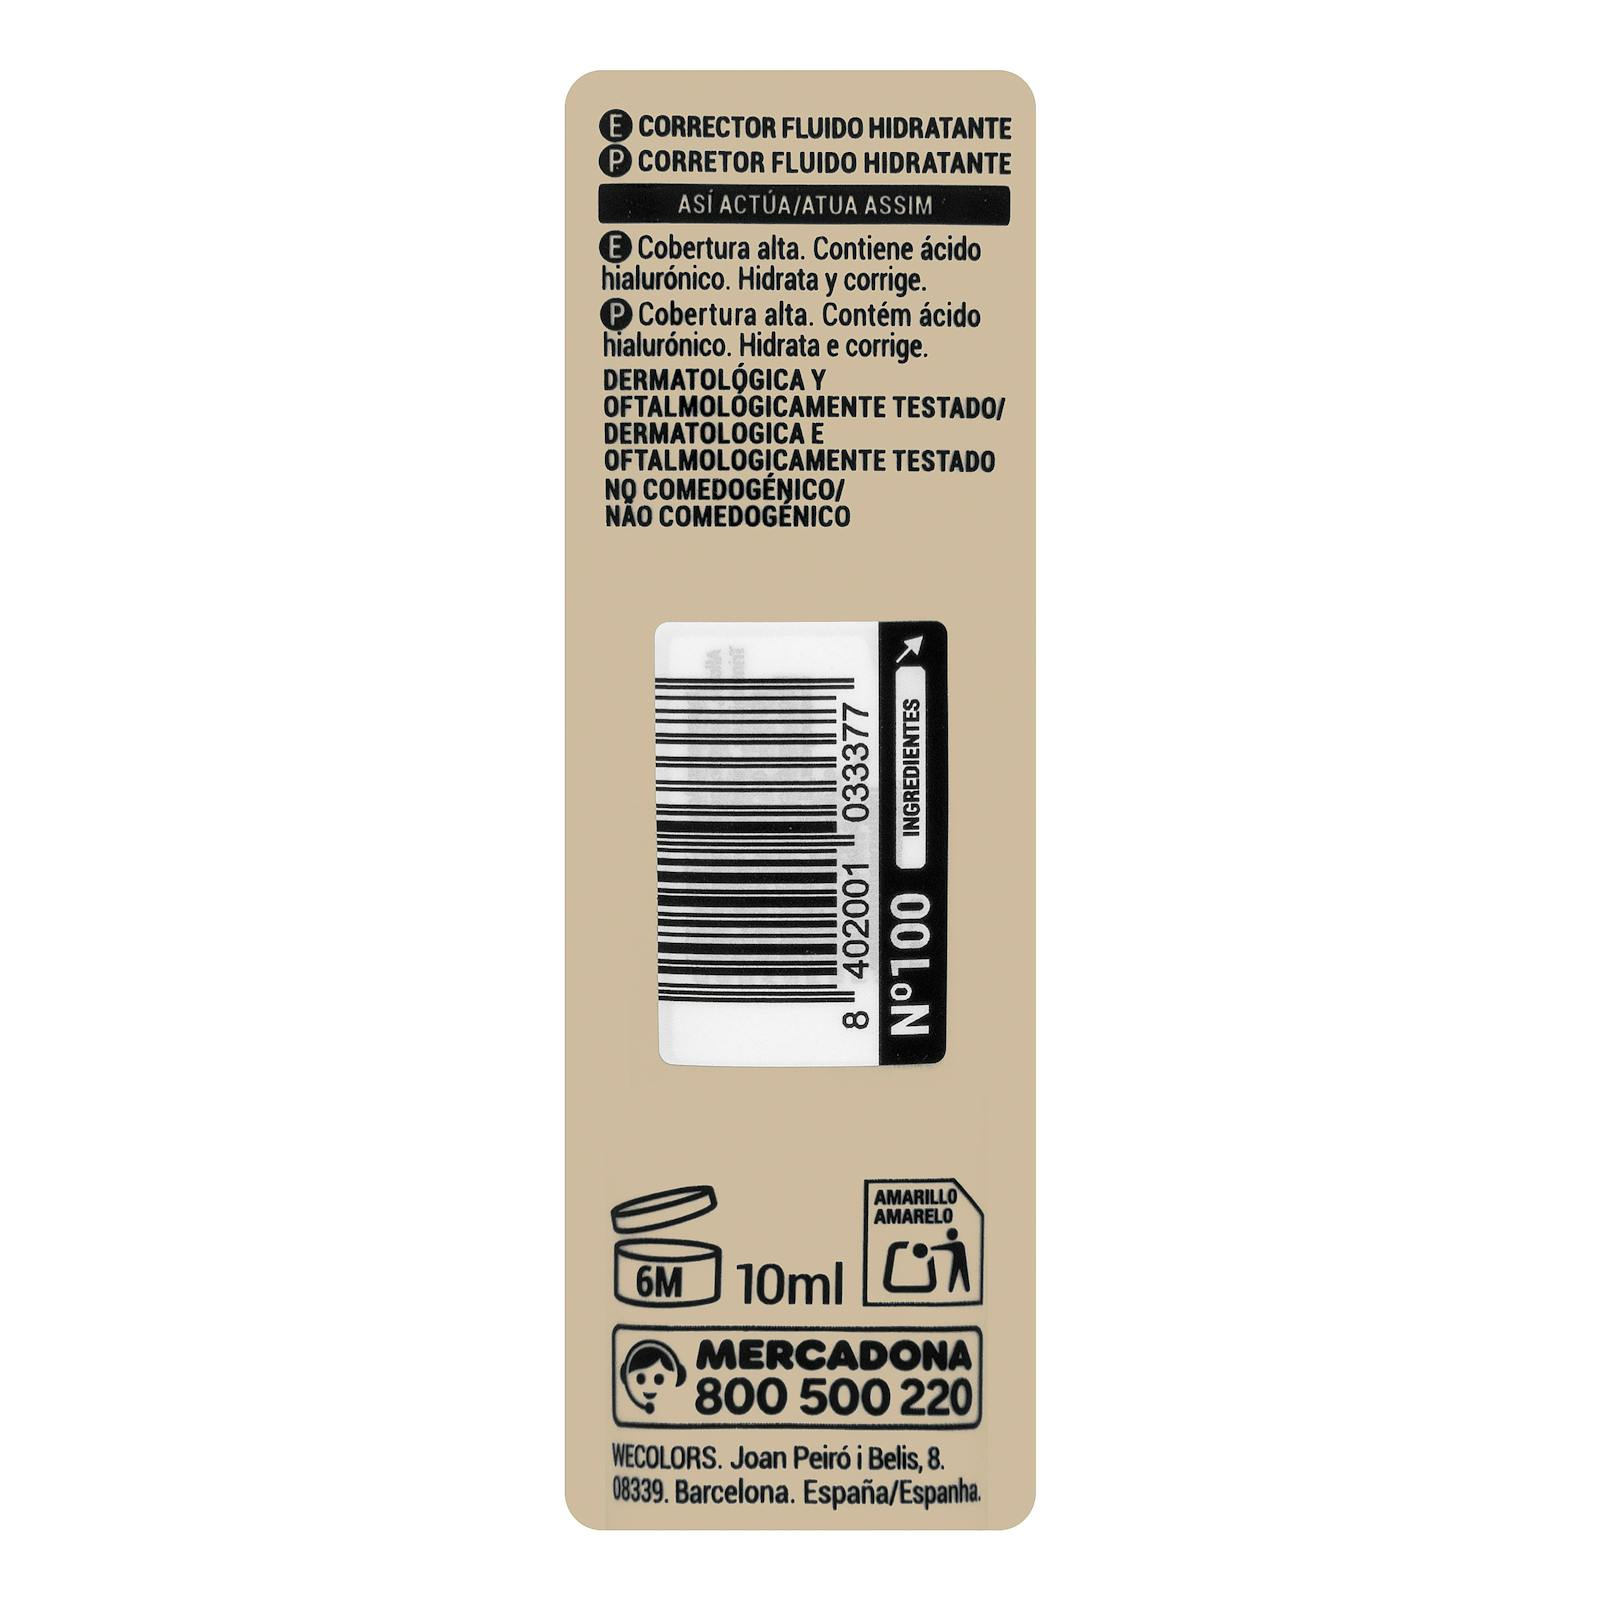 E CORRECTOR FLUIDO HIDRATANTE
P CORRETOR FLUIDO HIDRATANTE
ASÍ ACTÚA/ATUA ASSIM
E Cobertura alta. Contiene ácido
hialurónico. Hidrata y corrige.
P Cobertura alta. Contém ácido
hialurónico. Hidrata e corrige.
DERMATOLÓGICA Y
OFTALMOLÓGICAMENTE TESTADO/
DERMATOLOGICA E
OFTALMOLOGICAMENTE TESTADO
NO COMEDOGÉNICO/
NÃO COMEDOGÉNICO
8 402001 033377
Nº100 INGREDIENTES
6M
10ml
AMARILLO
AMARELO
MERCADONA
800 500 220
WECOLORS. Joan Peiró i Belis, 8.
08339. Barcelona. España/Espanha.